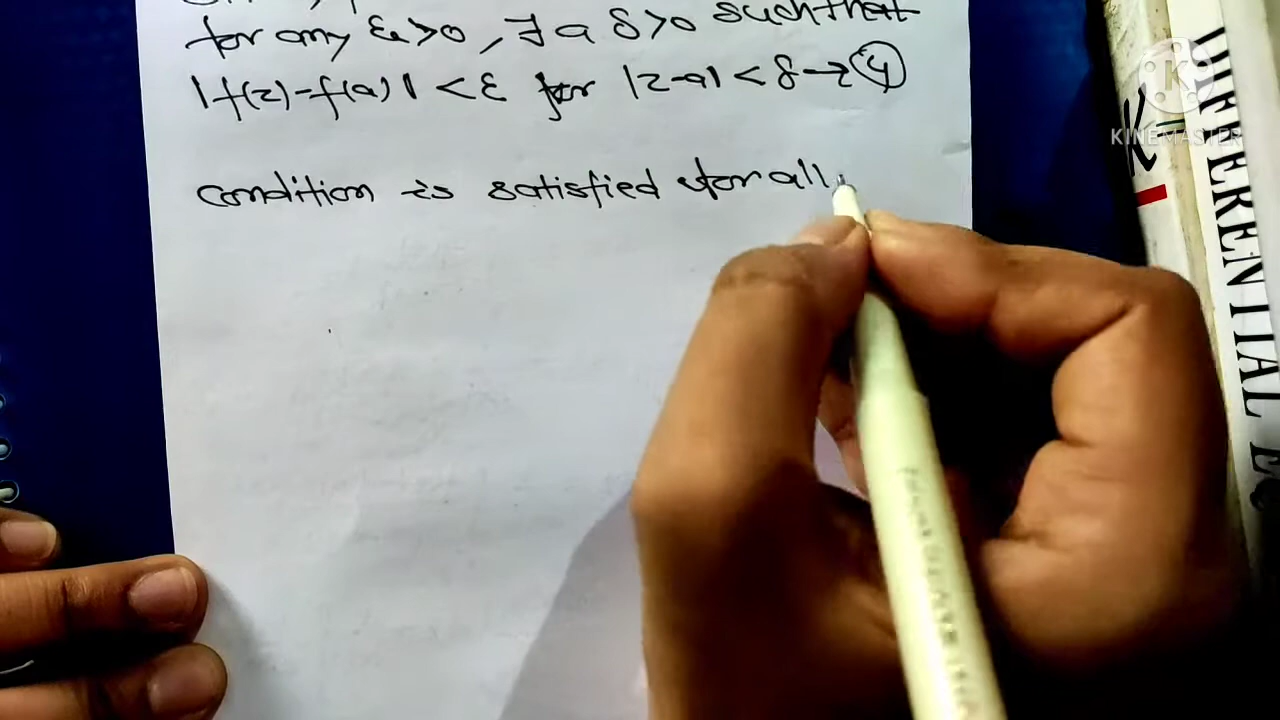 for any ε>0, ∃ a δ>0 such that
|f(z)-f(a)| <ε for |z-a| < δ → ④
condition is satisfied for all
KINEMASTER
K
DIFFERENTIAL